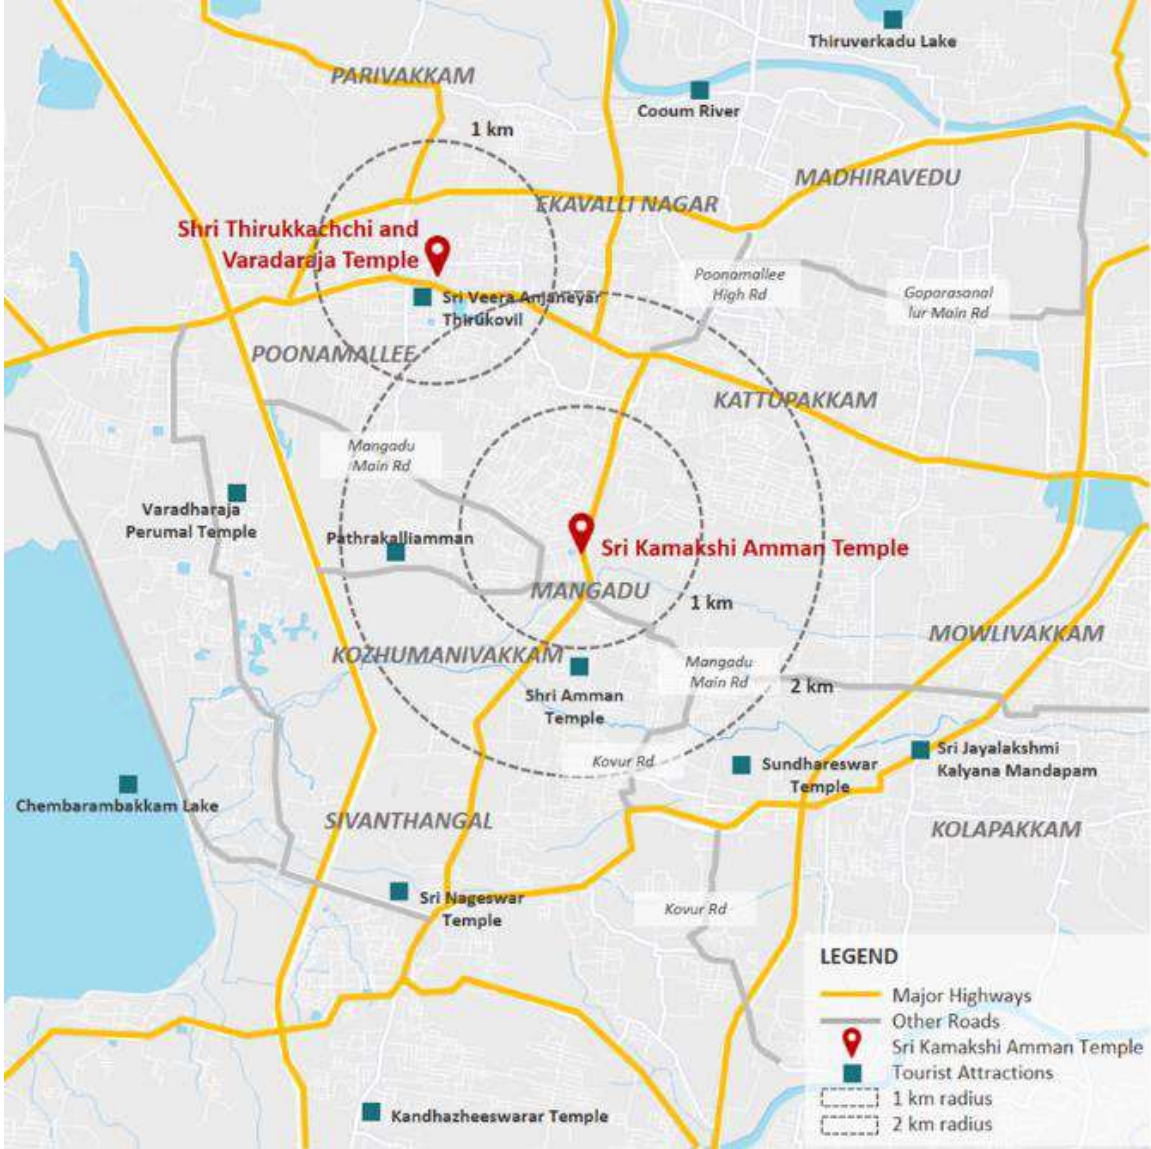 Thiruverkadu Lake
PARIVAKKAM
Cooum River
1 km
MADHIRAVEDU
EKAVALLI NAGAR
Shri Thirukkachchi and
Varadaraja Temple
Poonamallee
High Rd
Goparasanal
lur Main Rd
Sri Veera Anjaneyar
Thirukovil
POONAMALLEE
KATTUPAKKAM
Mangadu
Main Rd
Varadharaja
Perumal Temple
Pathrakalliamman
Sri Kamakshi Amman Temple
MANGADU
1 km
MOWLIVAKKAM
KOZHUMANIVAKKAM
Mangadu
Main Rd
2 km
Shri Amman
Temple
Kovur Rd
Sundhareswar
Temple
Sri Jayalakshmi
Kalyana Mandapam
Chembarambakkam Lake
SIVANTHANGAL
KOLAPAKKAM
Sri Nageswar
Temple
Kovur Rd
LEGEND
Major Highways
Other Roads
Sri Kamakshi Amman Temple
Tourist Attractions
1 km radius
2 km radius
Kandhazheeswarar Temple